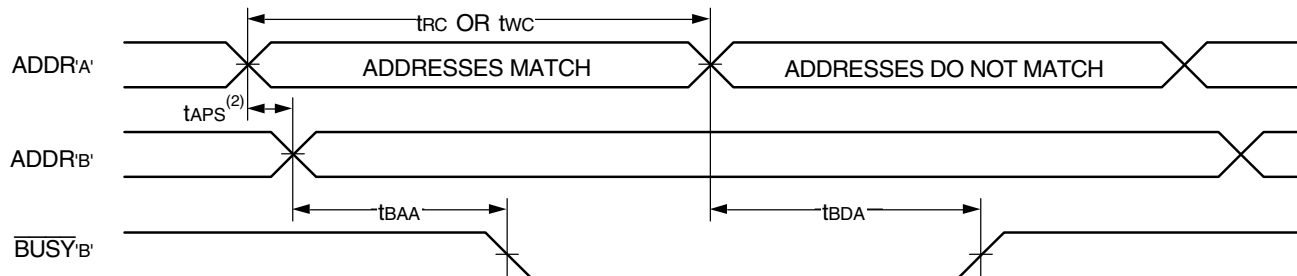 tRC OR tWC
ADDR'A'
ADDRESSES MATCH
ADDRESSES DO NOT MATCH
tAPS(2)
ADDR'B'
tBAA
tBDA
BUSY'B'